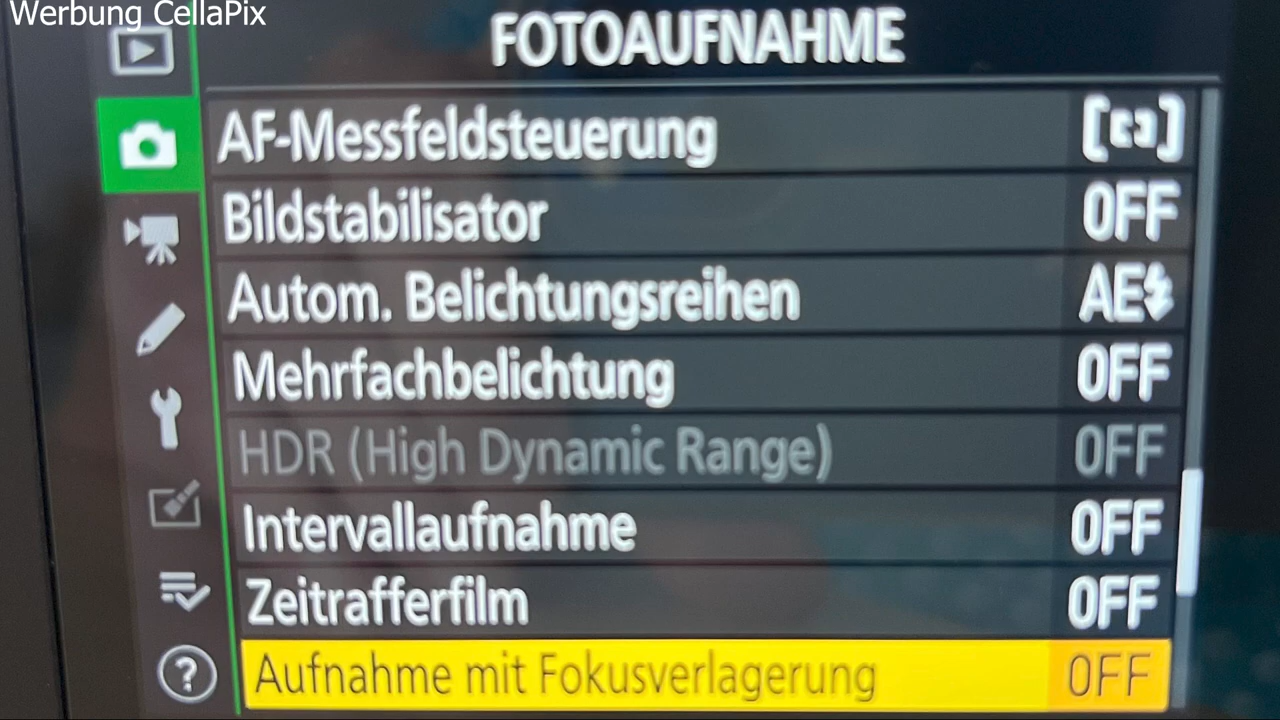 Werbung CellaPix
FOTOAUFNAHME
AF-Messfeldsteuerung
Bildstabilisator OFF
Autom. Belichtungsreihen AE
Mehrfachbelichtung OFF
HDR (High Dynamic Range) OFF
Intervallaufnahme OFF
Zeitrafferfilm OFF
Aufnahme mit Fokusverlagerung OFF
?